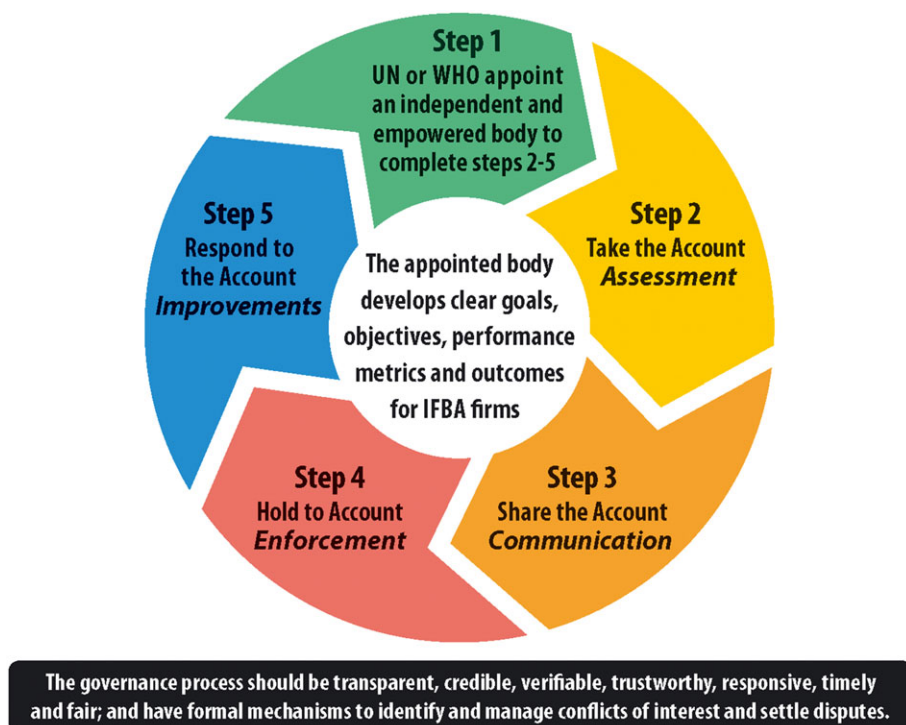 Step 1
UN or WHO appoint
an independent and
empowered body to
complete steps 2-5
Step 2
Take the Account
Assessment
Step 3
Share the Account
Communication
Step 4
Hold to Account
Enforcement
Step 5
Respond to
the Account
Improvements
The appointed body
develops clear goals,
objectives, performance
metrics and outcomes
for IFBA firms
The governance process should be transparent, credible, verifiable, trustworthy, responsive, timely
and fair; and have formal mechanisms to identify and manage conflicts of interest and settle disputes.